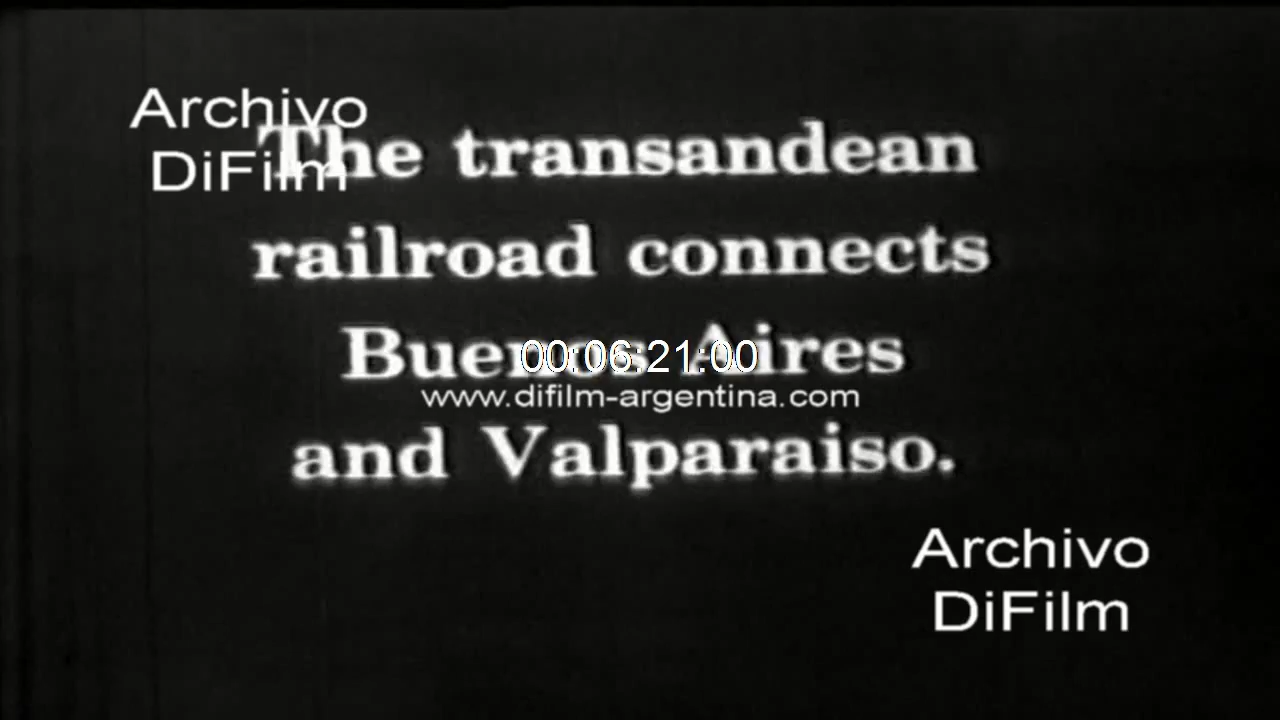 Archivo
DiFilm
The transandean
railroad connects
Buenos Aires
00:06:21:00
www.difilm-argentina.com
and Valparaiso.
Archivo
DiFilm